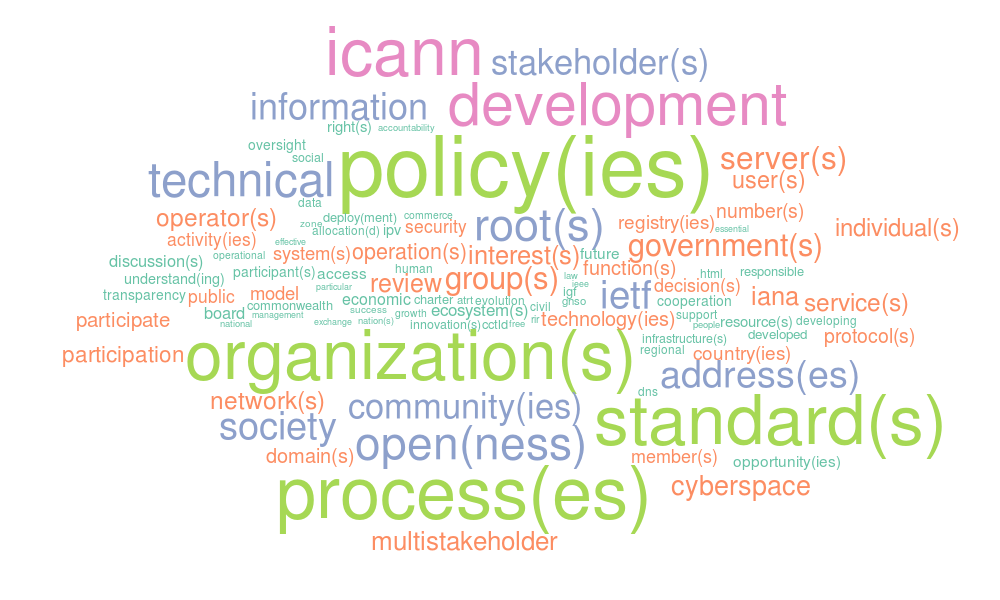 icann
stakeholder(s)
information
development
right(s)
accountability
oversight
social
policy(ies)
server(s)
technical
user(s)
data
operator(s)
zone
deploy(ment)
commerce
allocation(d)
ipv
security
root(s)
registry(ies)
number(s)
essential
individual(s)
activity(ies)
effective
operational
system(s)
operation(s)
interest(s)
future
government(s)
discussion(s)
participant(s)
access
human
function(s)
html
responsible
understand(ing)
particular
review
group(s)
law
ieee
decision(s)
transparency
public
model
commonwealth
economic
charter
atrt
evolution
igf
gnso
ietf
cooperation
iana
service(s)
participate
board
management
national
success
growth
ecosystem(s)
civil
exchange
nation(s)
innovation(s)
cctld
free
rir
technology(ies)
support
people
resource(s)
developing
participation
organization(s)
infrastructure(s)
developed
protocol(s)
regional
country(ies)
address(es)
dns
network(s)
community(ies)
society
standard(s)
open(ness)
domain(s)
member(s)
opportunity(ies)
process(es)
cyberspace
multistakeholder